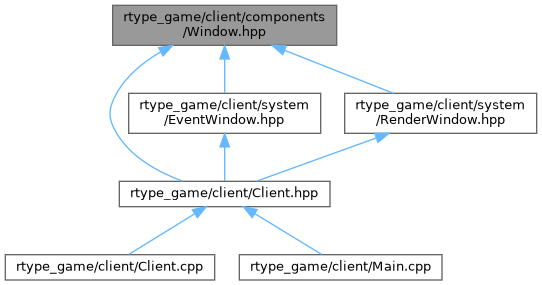 rtype_game/client/components
/Window.hpp
rtype_game/client/system
/EventWindow.hpp
rtype_game/client/system
/RenderWindow.hpp
rtype_game/client/Client.hpp
rtype_game/client/Client.cpp
rtype_game/client/Main.cpp